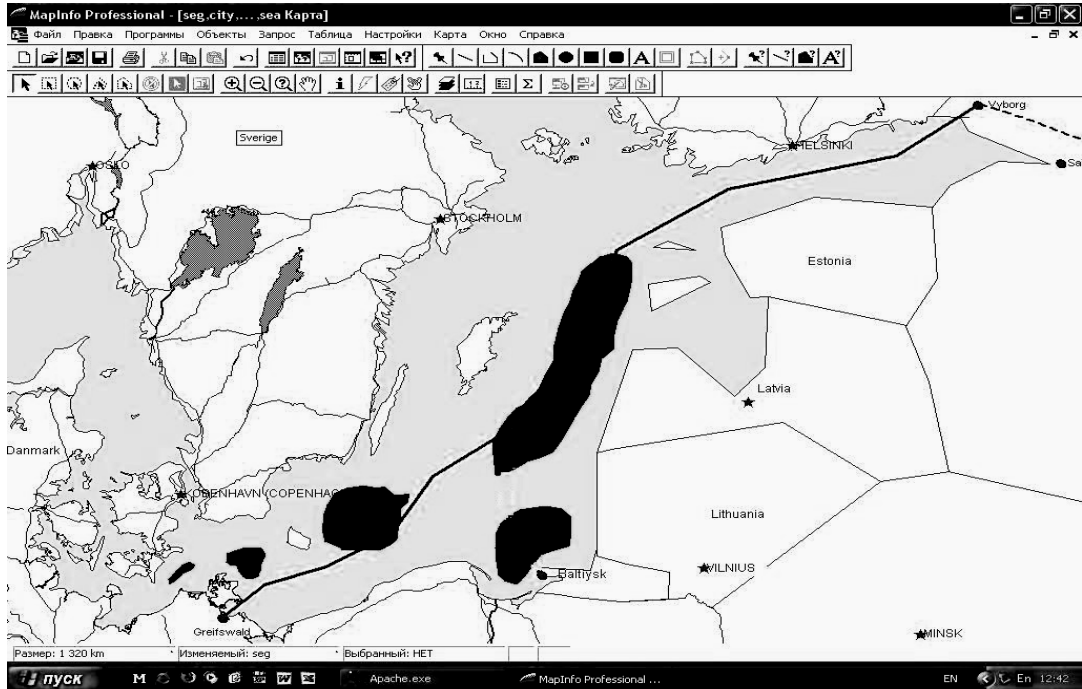 MapInfo Professional - [seg,city,... ,sea Карта]
Файл Правка Программы Объекты Запрос Таблица Настройки Карта Окно Справка
Vyborg
Sverige
HELSINKI
OSLO
Sa
STOCKHOLM
Estonia
Latvia
Danmark
KOBENHAVN (COPENHAG
Lithuania
VILNIUS
Baltiysk
Greifswald
MINSK
Размер: 1 320 km Изменяемый: seg Выбранный: НЕТ
пуск Apache.exe MapInfo Professional ... EN En 12:42